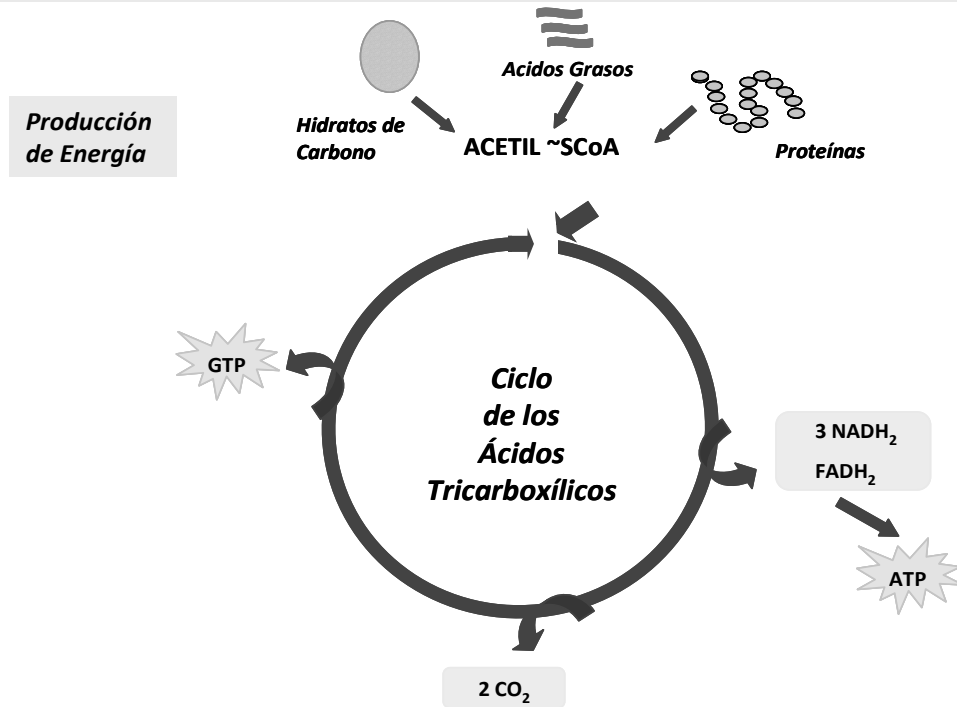 Acidos Grasos
Producción
de Energía
Hidratos de
Carbono
ACETIL ~SCoA
Proteínas
GTP
Ciclo
de los
Ácidos
Tricarboxílicos
3 NADH₂
FADH₂
ATP
2 CO₂